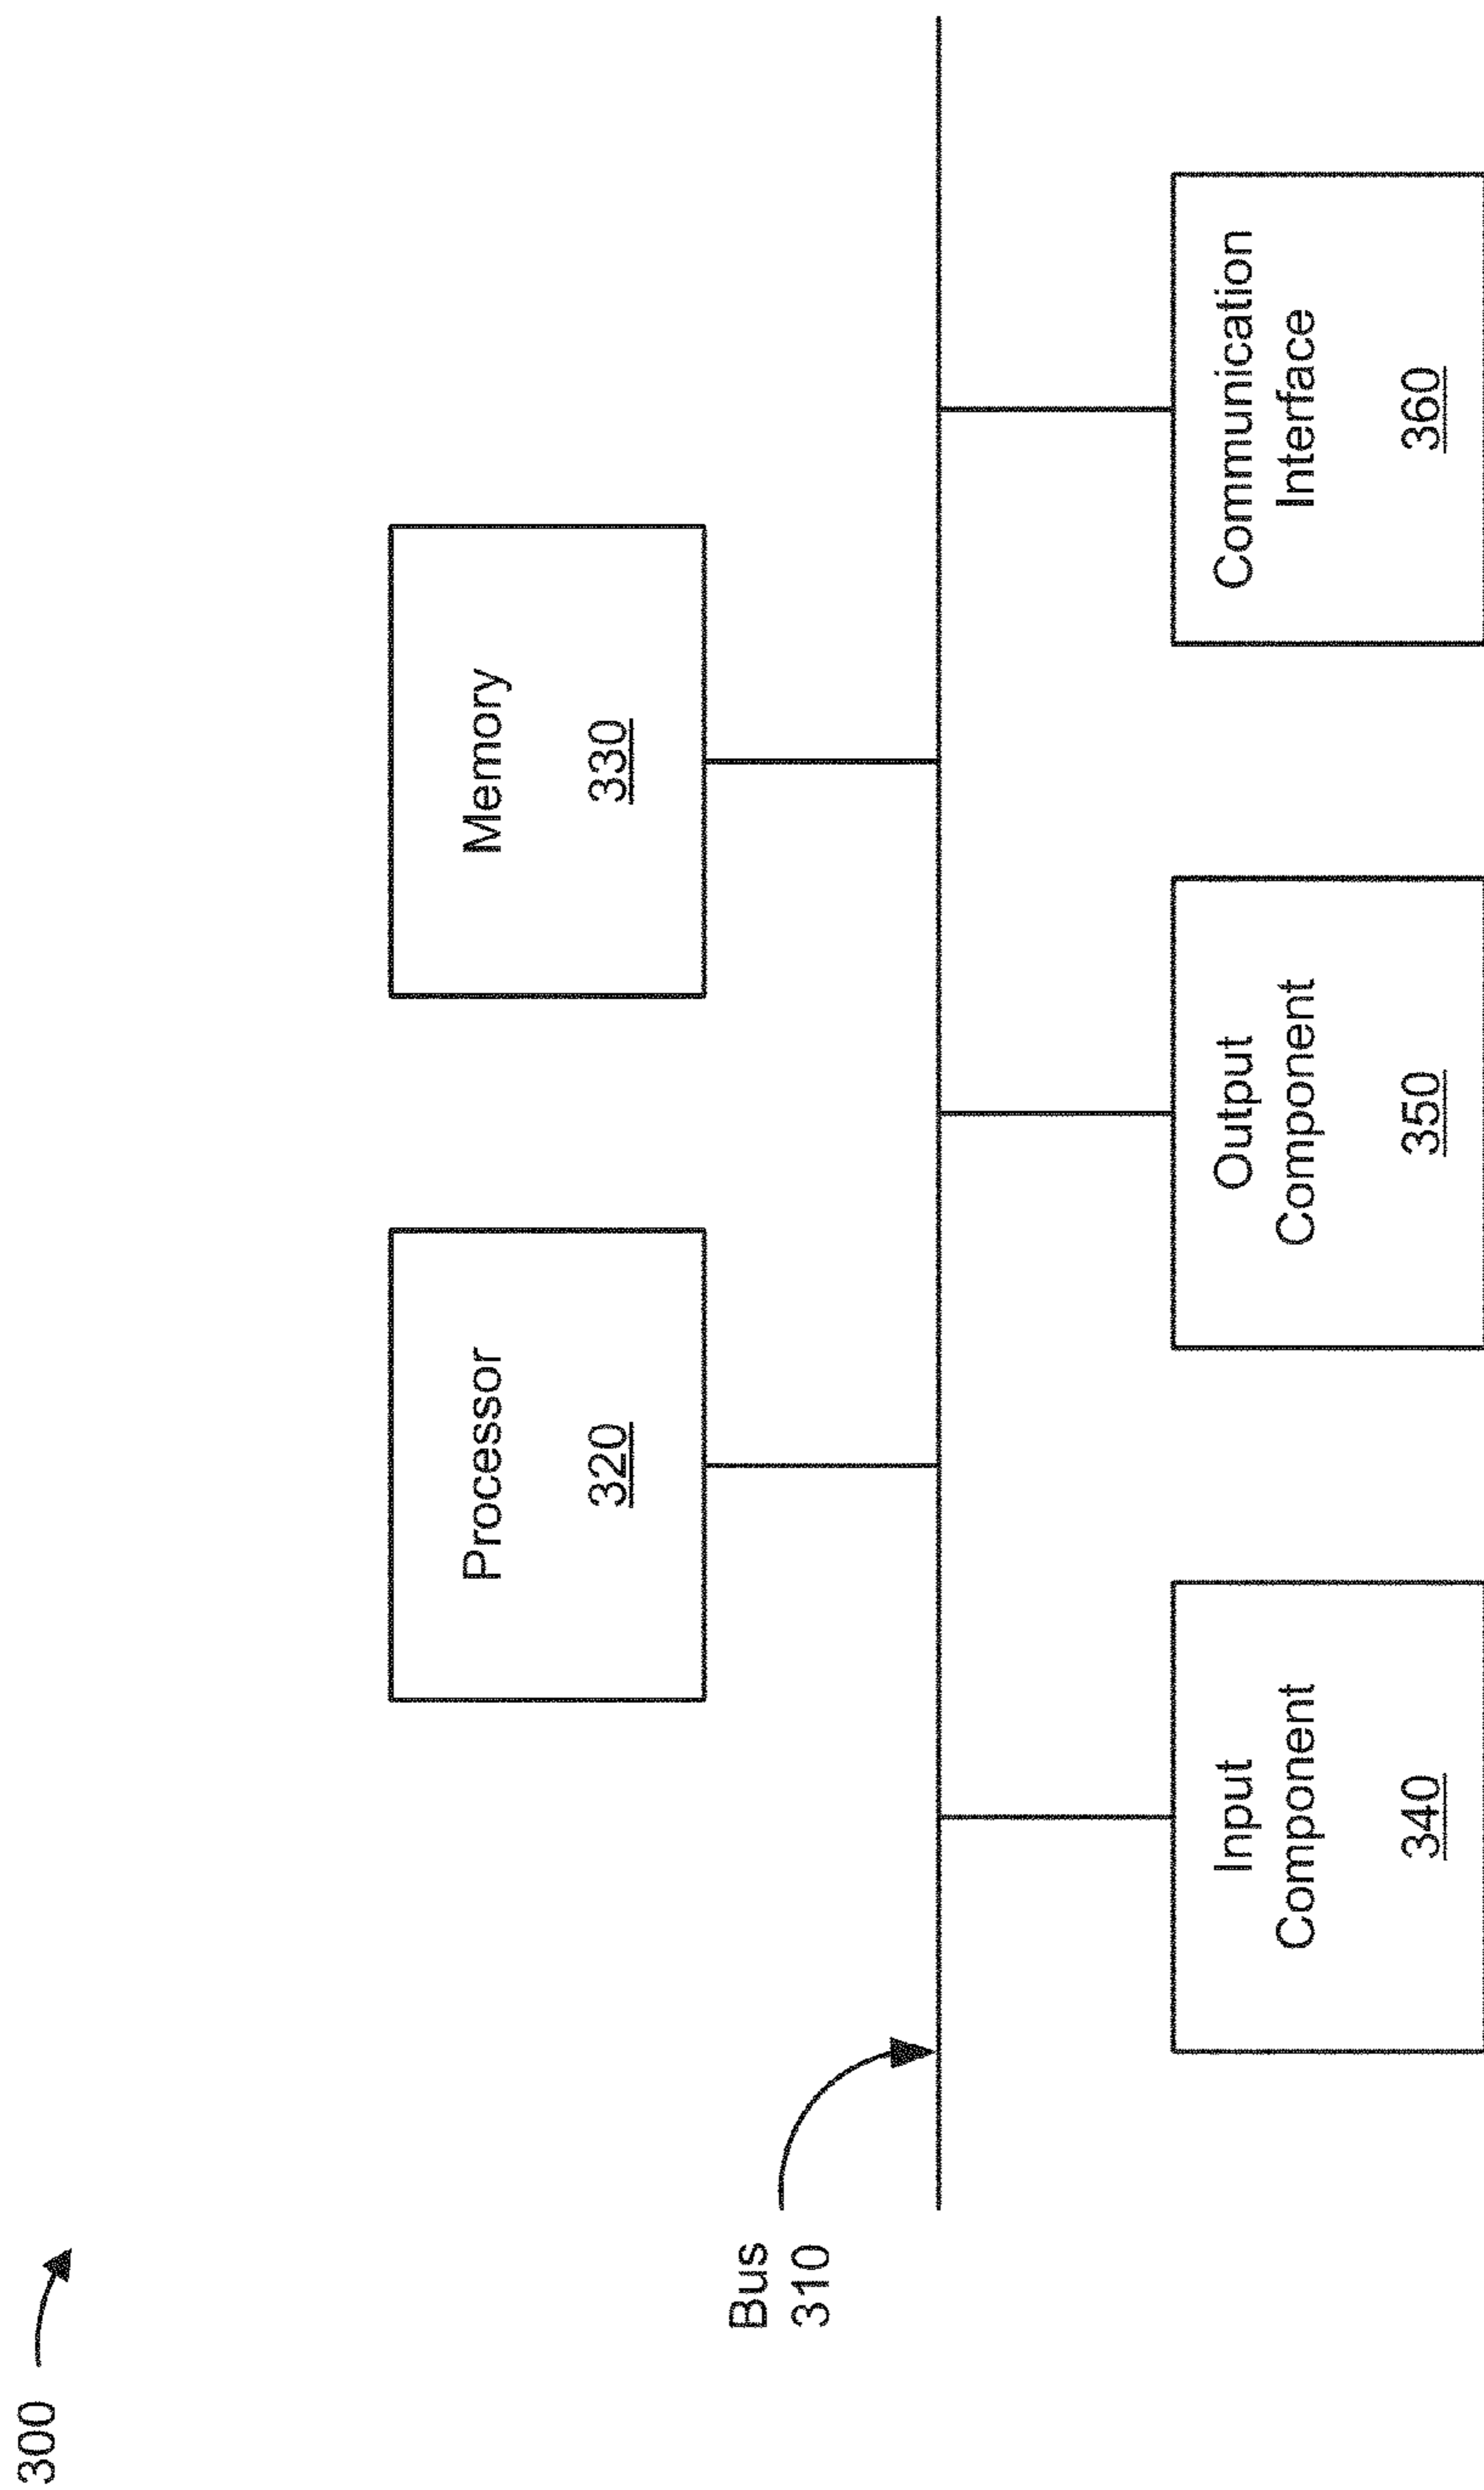 300
Processor
320
Memory
330
Bus
310
Input
Component
340
Output
Component
350
Communication
Interface
360